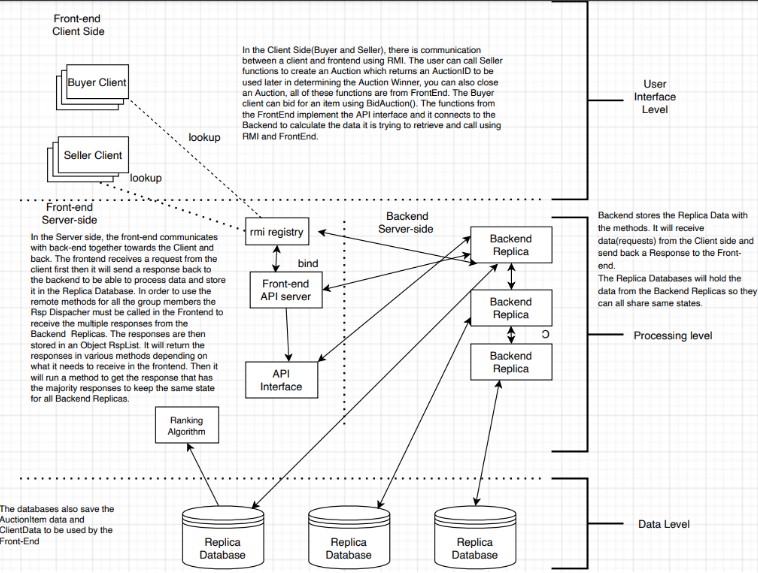 Front-end
Client Side
In the Client Side(Buyer and Seller), there is communication
between a client and frontend using RMI. The user can call Seller
functions to create an Auction which returns an AuctionID to be
used later in determining the Auction Winner, you can also close
an Auction, all of these functions are from FrontEnd. The Buyer
client can bid for an item using BidAuction(). The functions from
the FrontEnd implement the API interface and it connects to the
Backend to calculate the data it is trying to retrieve and call using
RMI and FrontEnd.
Buyer Client
User
Interface
Level
lookup
Seller Client
lookup
Front-end
Server-side
Backend
Server-side
In the Server side, the front-end communicates
with back-end together towards the Client and
back. The frontend receives a request from the
client first then it will send a response back to
the backend to be able to process data and store
it in the Replica Database. In order to use the
remote methods for all the group members the
Rsp Dispacher must be called in the Frontend to
receive the multiple responses from the
Backend Replicas. The responses are then
stored in an Object RspList. It will return the
responses in various methods depending on
what it needs to receive in the frontend. Then it
will run a method to get the response that has
the majority responses to keep the same state
for all Backend Replicas.
rmi registry
bind
Front-end
API server
API
Interface
Backend
Replica
Backend
Replica
C
Backend
Replica
Backend stores the Replica Data with
the methods. It will receive
data(requests) from the Client side and
send back a Response to the Front-
end.
The Replica Databases will hold the
data from the Backend Replicas so they
can all share same states.
Processing level
Ranking
Algorithm
The databases also save the
AuctionItem data and
ClientData to be used by the
Front-End
Replica
Database
Replica
Database
Replica
Database
Data Level